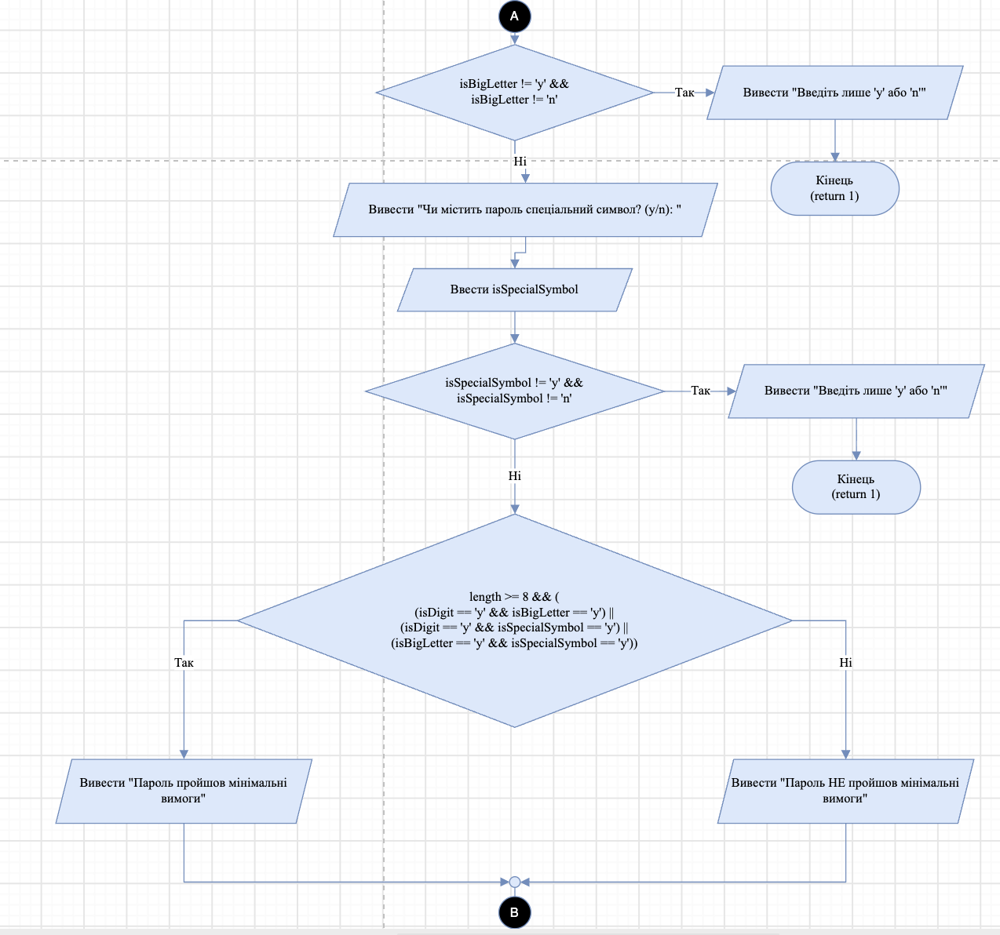 A
isBigLetter != 'y' &&
isBigLetter != 'n'
Так
Вивести "Введіть лише 'y' або 'n'"
Ні
Кінець
(return 1)
Вивести "Чи містить пароль спеціальний символ? (y/n): "
Ввести isSpecialSymbol
isSpecialSymbol != 'y' &&
isSpecialSymbol != 'n'
Так
Вивести "Введіть лише 'y' або 'n'"
Ні
Кінець
(return 1)
length >= 8 && (
(isDigit == 'y' && isBigLetter == 'y') ||
(isDigit == 'y' && isSpecialSymbol == 'y') ||
(isBigLetter == 'y' && isSpecialSymbol == 'y'))
Так
Ні
Вивести "Пароль пройшов мінімальні
вимоги"
Вивести "Пароль НЕ пройшов мінімальні
вимоги"
B